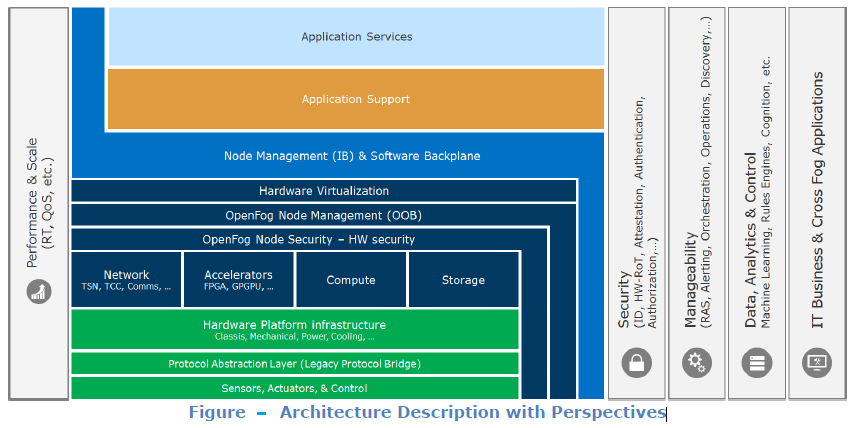 Performance & Scale
(RT, QoS, etc.)
Application Services
Application Support
Node Management (IB) & Software Backplane
Hardware Virtualization
OpenFog Node Management (OOB)
OpenFog Node Security – HW security
Network
TSN, TCC, Comms, ...
Accelerators
FPGA, GPGPU, ...
Compute
Storage
Hardware Platform infrastructure
Classis, Mechanical, Power, Cooling, ...
Protocol Abstraction Layer (Legacy Protocol Bridge)
Sensors, Actuators, & Control
Security
(ID, HW-RoT, Attestation, Authentication,
Authorization,...)
Manageability
(RAS, Alerting, Orchestration, Operations, Discovery,...)
Data, Analytics & Control
Machine Learning, Rules Engines, Cognition, etc.
IT Business & Cross Fog Applications
Figure – Architecture Description with Perspectives